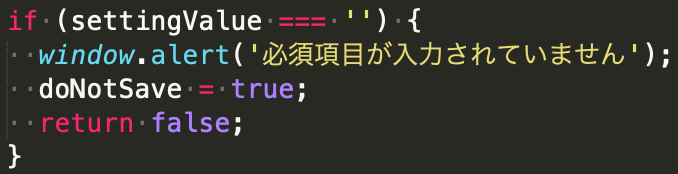 if (settingValue === '') {
  window.alert('必須項目が入力されていません');
  doNotSave = true;
  return false;
}